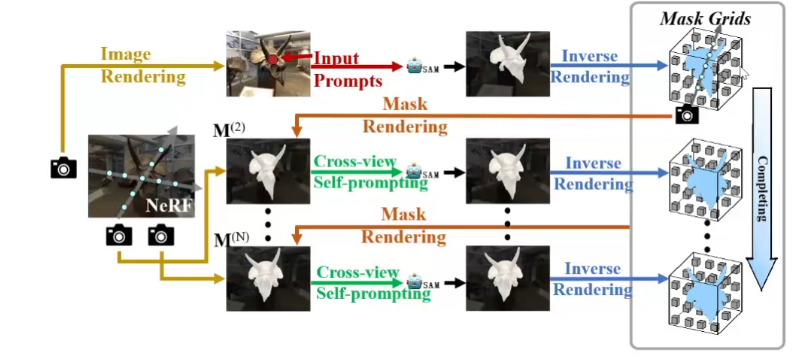 Mask Grids
Image
Rendering
Input
Prompts
SAM
Inverse
Rendering
Mask
Rendering
M(2)
Cross-view
Self-prompting
SAM
Inverse
Rendering
NeRF
Completing
Mask
Rendering
M(N)
Cross-view
Self-prompting
SAM
Inverse
Rendering